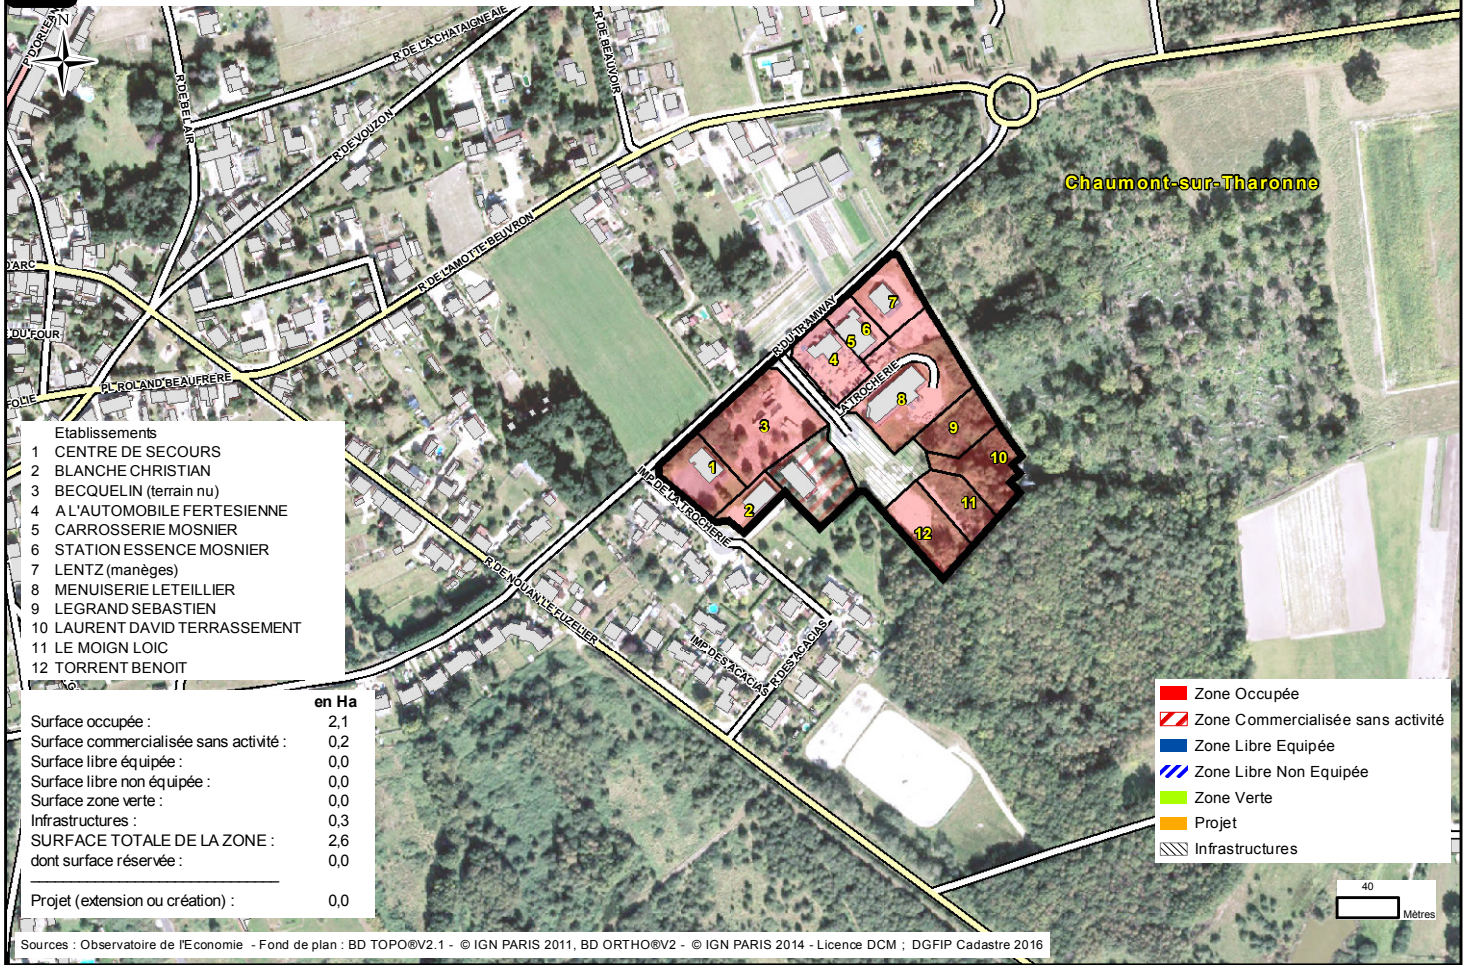 N
P D'ORLEAN
R DE LA CHATAIGNEAIE
R DE BEAUVOIR
R DE BEL AIR
R DE VOUZON
Chaumont-sur-Tharonne
R DE LAMOTTE BEUVRON
D'ARC
DU FOUR
R DU TRAMWAY
7
6
5
4
LA TROCHERIE
PL ROLAND BEAUFRERE
FOLIE
8
3
9
10
1
11
2
12
IMP DE LA TROCHERIE
R DE NOUAN LE FUZELIER
IMP DES ACACIAS
R DES ACACIAS
Etablissements
1 CENTRE DE SECOURS
2 BLANCHE CHRISTIAN
3 BECQUELIN (terrain nu)
4 A L'AUTOMOBILE FERTESIENNE
5 CARROSSERIE MOSNIER
6 STATION ESSENCE MOSNIER
7 LENTZ (manèges)
8 MENUISERIE LETEILLIER
9 LEGRAND SEBASTIEN
10 LAURENT DAVID TERRASSEMENT
11 LE MOIGN LOIC
12 TORRENT BENOIT
en Ha
Surface occupée : 2,1
Surface commercialisée sans activité : 0,2
Surface libre équipée : 0,0
Surface libre non équipée : 0,0
Surface zone verte : 0,0
Infrastructures : 0,3
SURFACE TOTALE DE LA ZONE : 2,6
dont surface réservée : 0,0
Projet (extension ou création) : 0,0
Zone Occupée
Zone Commercialisée sans activité
Zone Libre Equipée
Zone Libre Non Equipée
Zone Verte
Projet
Infrastructures
40
Mètres
Sources : Observatoire de l'Economie - Fond de plan : BD TOPO®V2.1 - © IGN PARIS 2011, BD ORTHO®V2 - © IGN PARIS 2014 - Licence DCM ; DGFIP Cadastre 2016